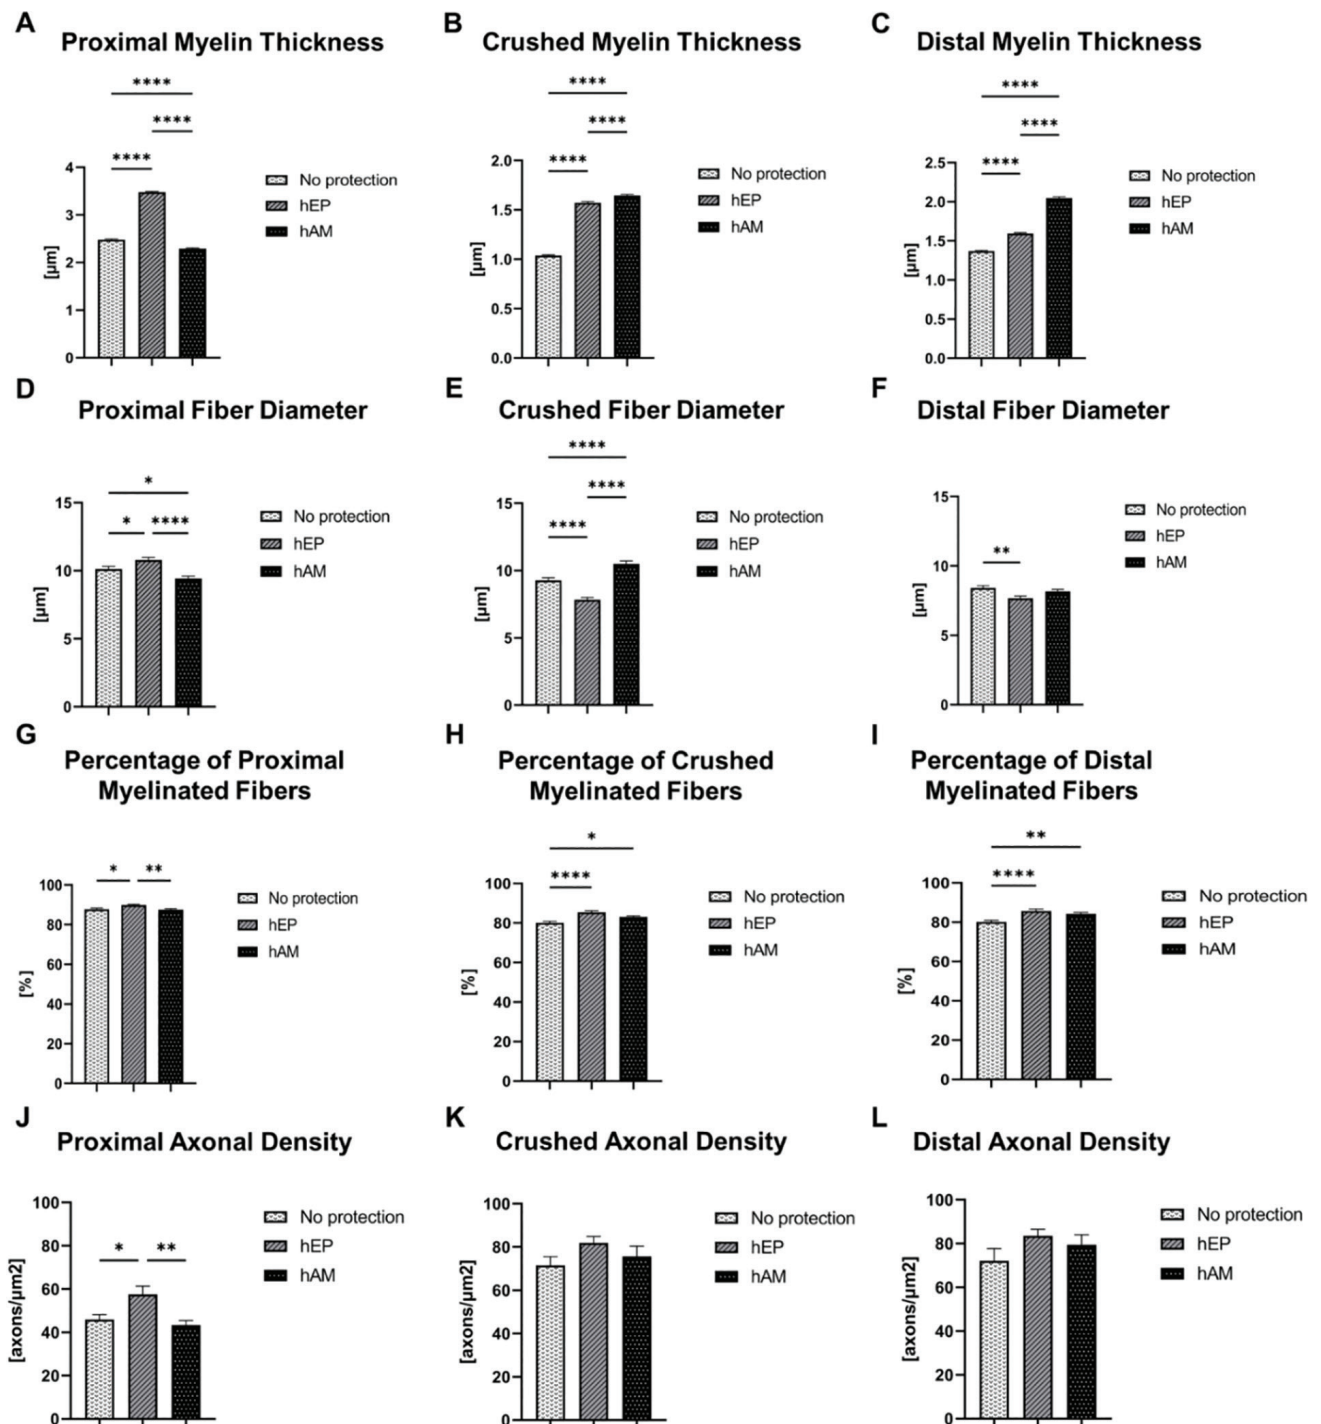 A
Proximal Myelin Thickness
****
****
****
4
3
2
1
0
[μm]
No protection
hEP
hAM
B
Crushed Myelin Thickness
****
****
****
2.0
1.5
1.0
0.5
0.0
[μm]
No protection
hEP
hAM
C
Distal Myelin Thickness
****
****
****
2.5
2.0
1.5
1.0
0.5
0.0
[μm]
No protection
hEP
hAM
D
Proximal Fiber Diameter
*
* ****
15
10
5
0
[μm]
No protection
hEP
hAM
E
Crushed Fiber Diameter
****
****
****
15
10
5
0
[μm]
No protection
hEP
hAM
F
Distal Fiber Diameter
**
15
10
5
0
[μm]
No protection
hEP
hAM
G
Percentage of Proximal
Myelinated Fibers
* **
100
80
60
40
20
0
[%]
No protection
hEP
hAM
H
Percentage of Crushed
Myelinated Fibers
*
****
100
80
60
40
20
0
[%]
No protection
hEP
hAM
I
Percentage of Distal
Myelinated Fibers
**
****
100
80
60
40
20
0
[%]
No protection
hEP
hAM
J
Proximal Axonal Density
* **
100
80
60
40
20
0
[axons/μm2]
No protection
hEP
hAM
K
Crushed Axonal Density
100
80
60
40
20
0
[axons/μm2]
No protection
hEP
hAM
L
Distal Axonal Density
100
80
60
40
20
0
[axons/μm2]
No protection
hEP
hAM